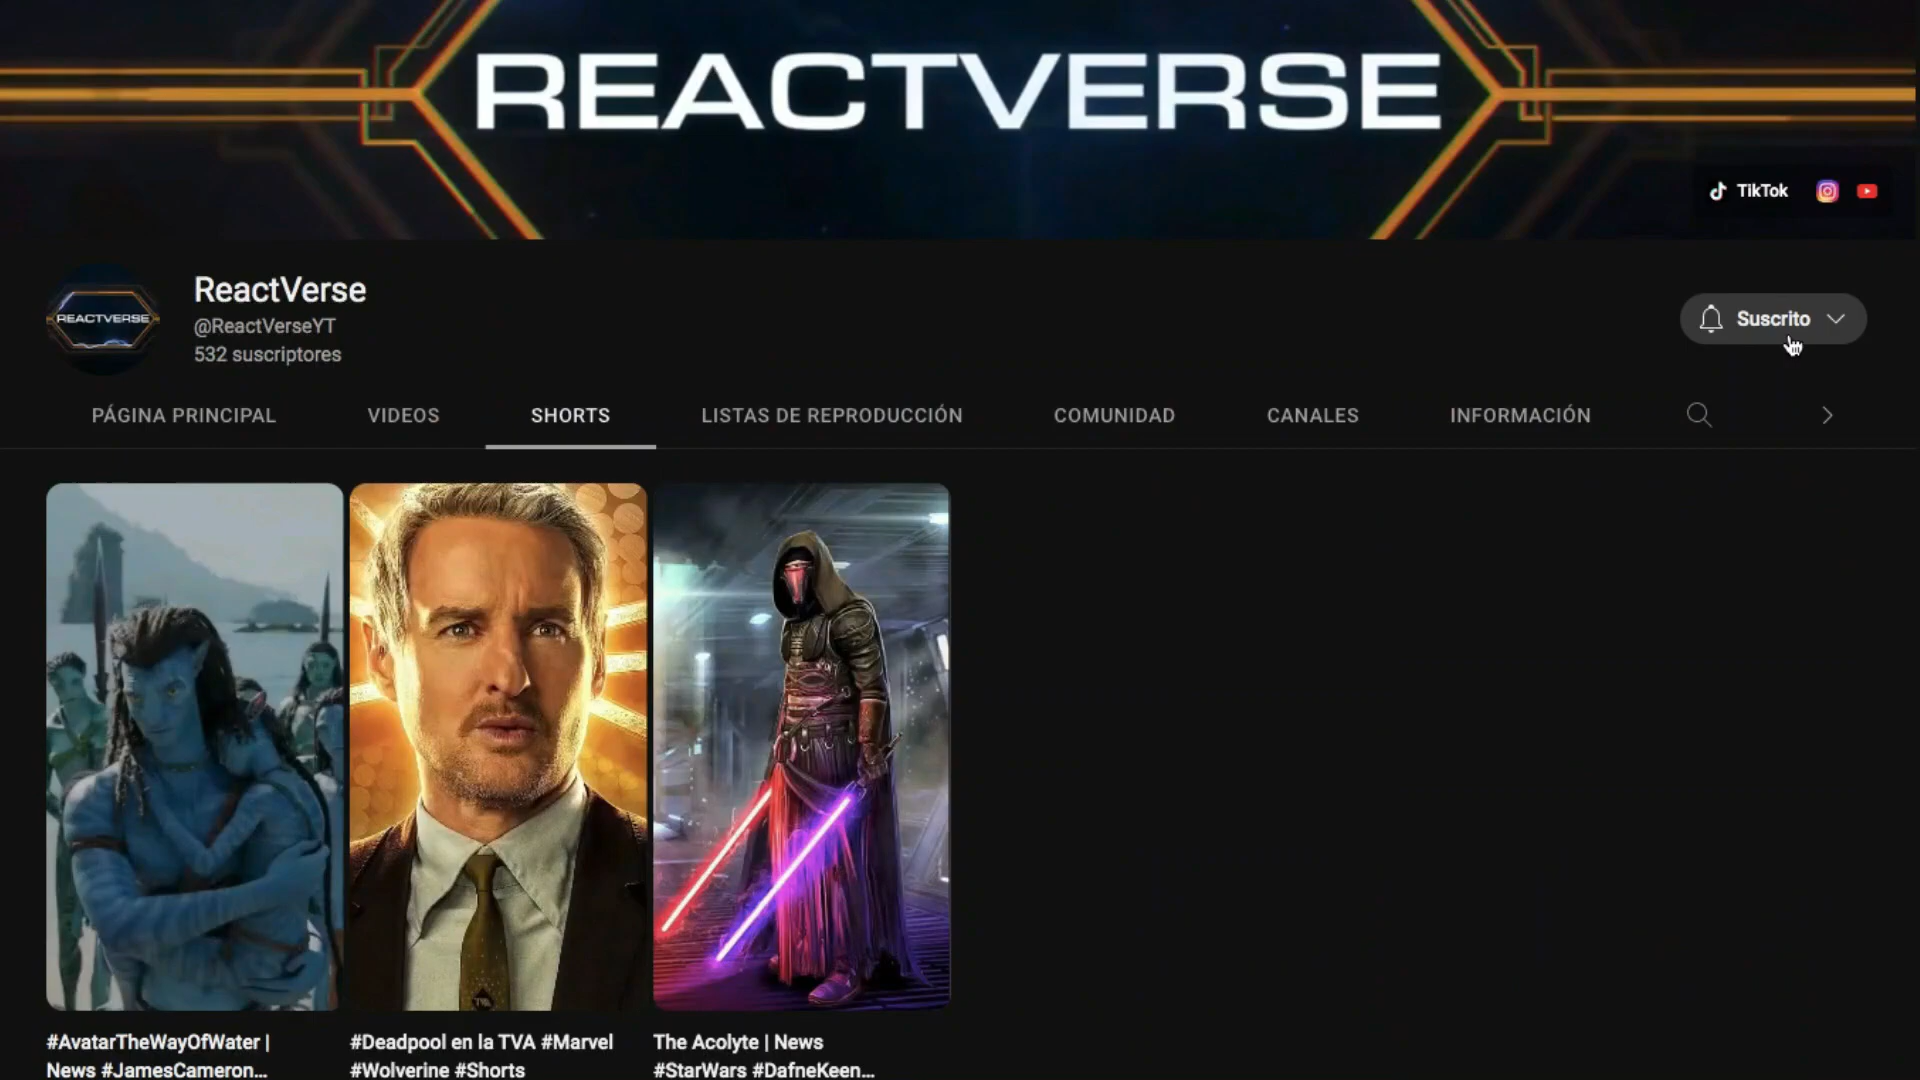 REACTVERSE
TikTok
REACTVERSE
ReactVerse
@ReactVerseYT
532 suscriptores
Suscrito
PÁGINA PRINCIPAL
VIDEOS
SHORTS
LISTAS DE REPRODUCCIÓN
COMUNIDAD
CANALES
INFORMACIÓN
TVA
#AvatarTheWayOfWater |
News #JamesCameron...
#Deadpool en la TVA #Marvel
#Wolverine #Shorts
The Acolyte | News
#StarWars #DafneKeen...